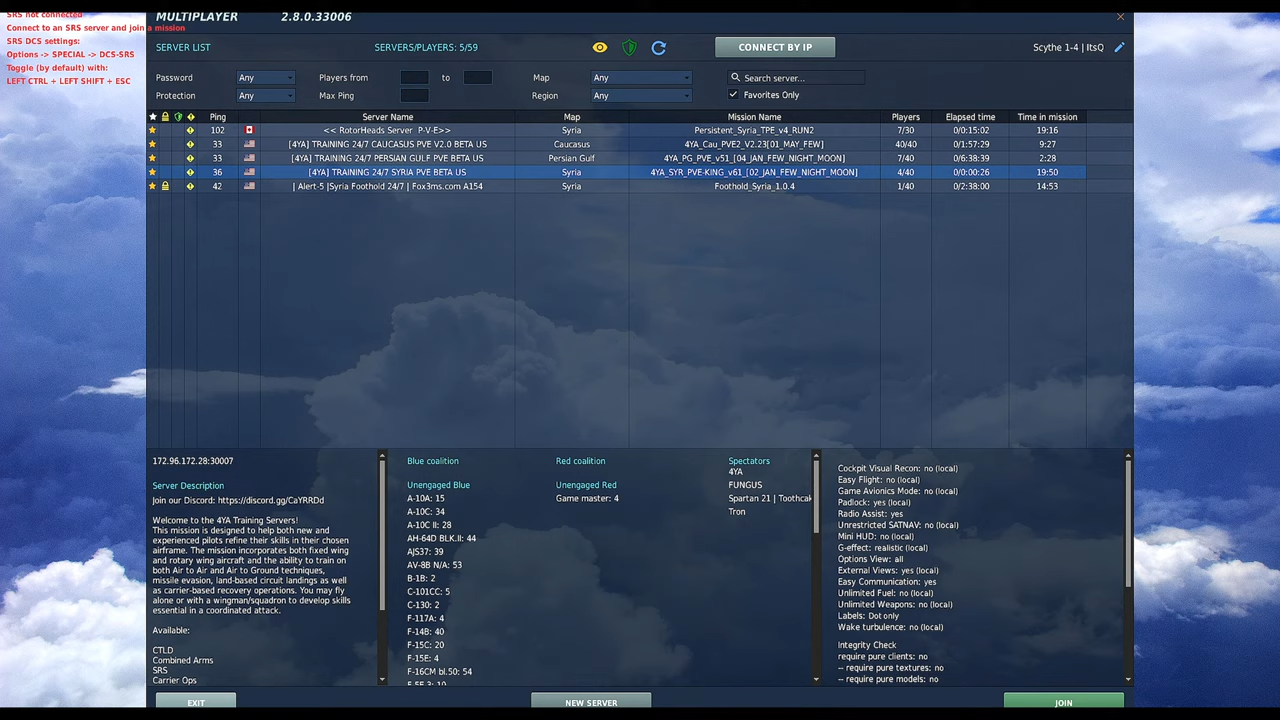 SRS not connected
Connect to an SRS server and join a mission
SRS DCS settings:
Options -> SPECIAL -> DCS-SRS
Toggle (by default) with:
LEFT CTRL + LEFT SHIFT + ESC
MULTIPLAYER 2.8.0.33006
SERVER LIST SERVERS/PLAYERS: 5/59 CONNECT BY IP Scythe 1-4 | ItsQ
Password Any Players from to Map Any Search server...
Protection Any Max Ping Region Any Favorites Only
Ping Server Name Map Mission Name Players Elapsed time Time in mission
102 << RotorHeads Server P-V-E>> Syria Persistent_Syria_TPE_v4_RUN2 7/30 0/0:15:02 19:16
33 [4YA] TRAINING 24/7 CAUCASUS PVE V2.0 BETA US Caucasus 4YA_Cau_PVE2_V2.23[01_MAY_FEW] 40/40 0/1:57:29 9:27
33 [4YA] TRAINING 24/7 PERSIAN GULF PVE BETA US Persian Gulf 4YA_PG_PVE_v51_[04_JAN_FEW_NIGHT_MOON] 7/40 0/6:38:39 2:28
36 [4YA] TRAINING 24/7 SYRIA PVE BETA US Syria 4YA_SYR_PVE-KING_v61_[02_JAN_FEW_NIGHT_MOON] 4/40 0/0:00:26 19:50
42 | Alert-5 |Syria Foothold 24/7 | Fox3ms.com A154 Syria Foothold_Syria_1.0.4 1/40 0/2:38:00 14:53
172.96.172.28:30007
Server Description
Join our Discord: https://discord.gg/CaYRRDd
Welcome to the 4YA Training Servers!
This mission is designed to help both new and
experienced pilots refine their skills in their chosen
airframe. The mission incorporates both fixed wing
and rotary wing aircraft and the ability to train on
both Air to Air and Air to Ground techniques,
missile evasion, land-based circuit landings as well
as carrier-based recovery operations. You may fly
alone or with a wingman/squadron to develop skills
essential in a coordinated attack.
Available:
CTLD
Combined Arms
SRS
Carrier Ops
Blue coalition
Unengaged Blue
A-10A: 15
A-10C: 34
A-10C II: 28
AH-64D BLK.II: 44
AJS37: 39
AV-8B N/A: 53
B-1B: 2
C-101CC: 5
C-130: 2
F-117A: 4
F-14B: 40
F-15C: 20
F-15E: 4
F-16CM bl.50: 54
F-5E-3: 10
Red coalition
Unengaged Red
Game master: 4
Spectators
4YA
FUNGUS
Spartan 21 | Toothcak
Tron
Cockpit Visual Recon: no (local)
Easy Flight: no (local)
Game Avionics Mode: no (local)
Padlock: yes (local)
Radio Assist: yes
Unrestricted SATNAV: no (local)
Mini HUD: no (local)
G-effect: realistic (local)
Options View: all
External Views: yes (local)
Easy Communication: yes
Unlimited Fuel: no (local)
Unlimited Weapons: no (local)
Labels: Dot only
Wake turbulence: no (local)
Integrity Check
require pure clients: no
-- require pure textures: no
-- require pure models: no
EXIT NEW SERVER JOIN